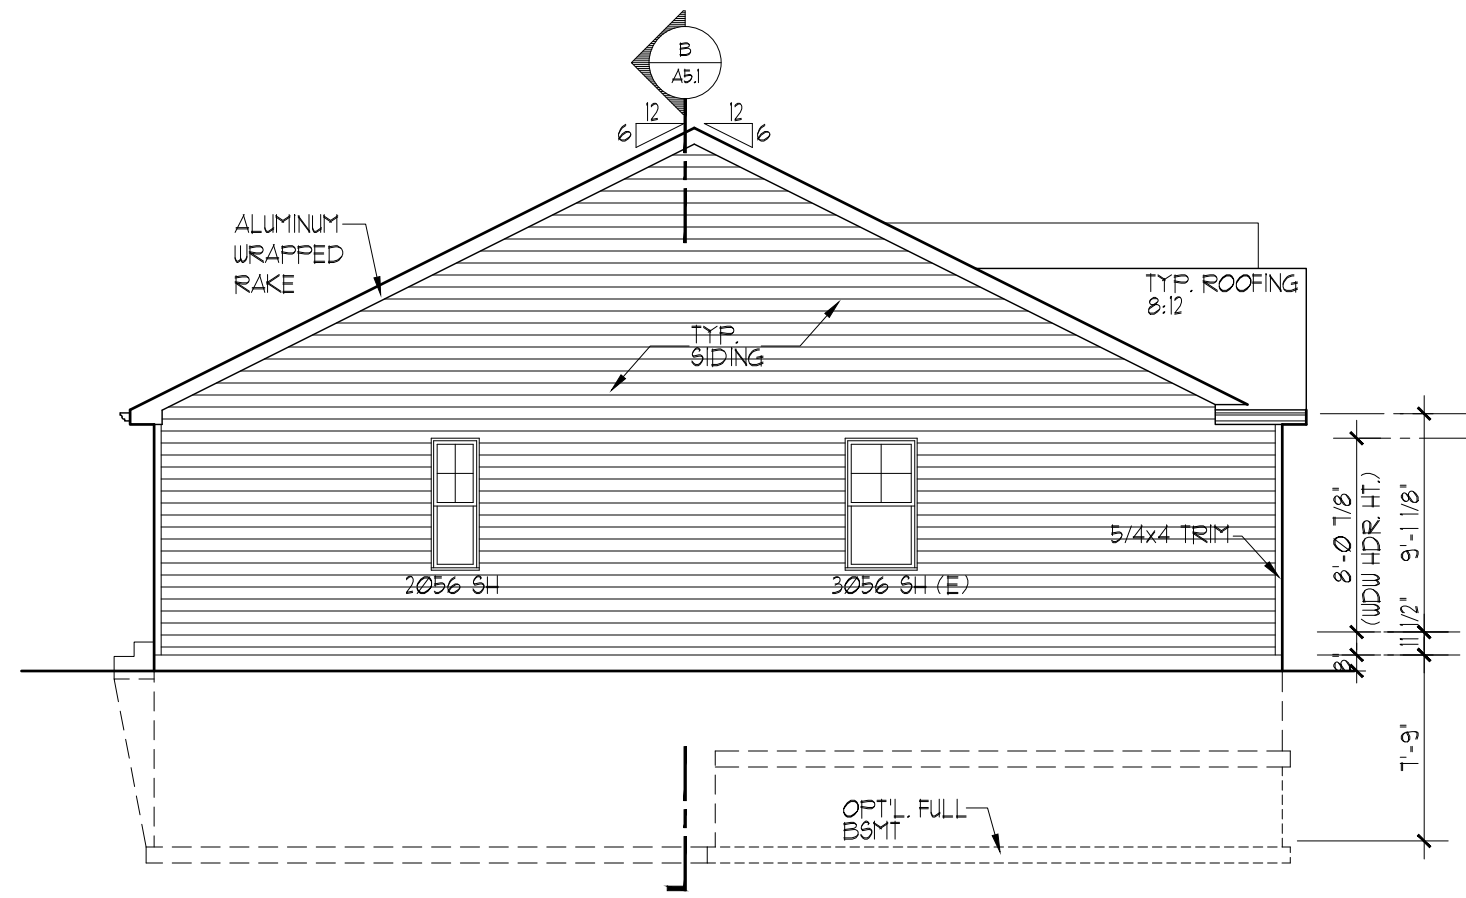 B
A5.1
12
12
6
6
ALUMINUM
WRAPPED
RAKE
TYP. ROOFING
8:12
TYP.
SIDING
5/4x4 TRIM
2056 SH
3056 SH (E)
8'-0 7/8"
(WDW HDR. HT.)
9'-1 1/8"
11 1/2"
8"
7'-9"
OPT'L. FULL
BSMT